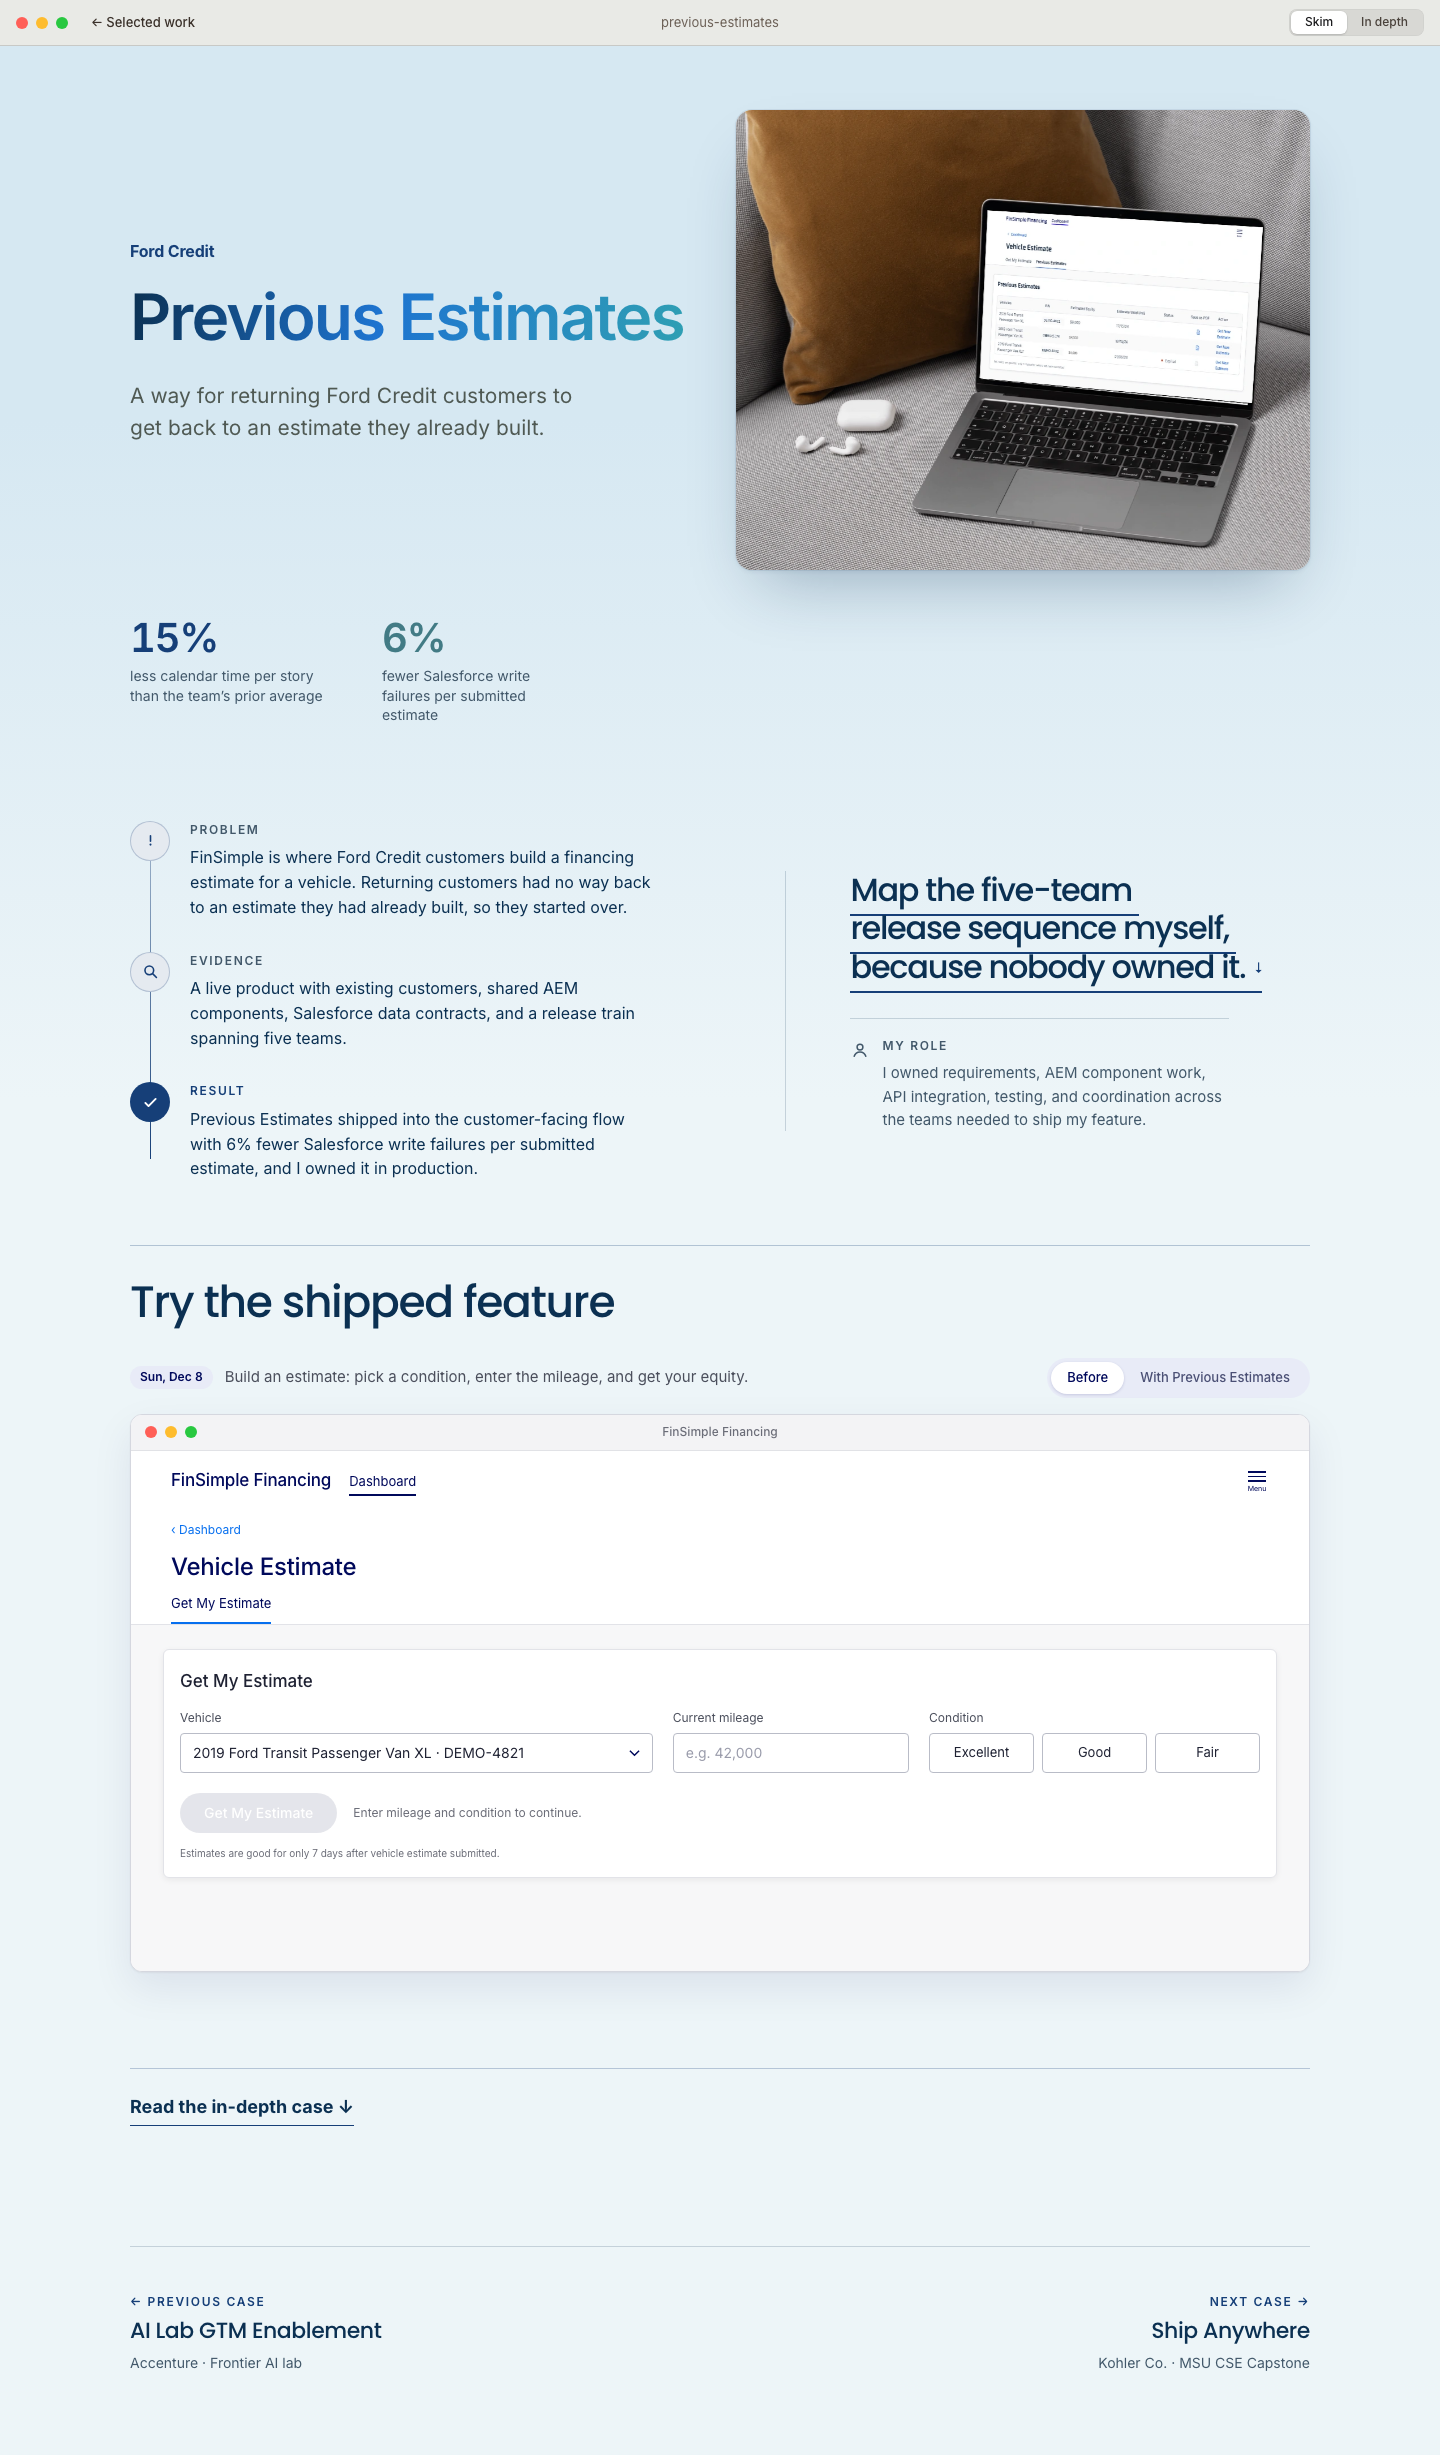 ← Selected work
previous-estimates
Skim
In depth
Ford Credit
Previous Estimates
A way for returning Ford Credit customers to
get back to an estimate they already built.
FinSimple Financing
Dashboard
Vehicle Estimate
Get My Estimate
Previous Estimates
Previous Estimates
15%
less calendar time per story
than the team's prior average
6%
fewer Salesforce write
failures per submitted
estimate
!
PROBLEM
FinSimple is where Ford Credit customers build a financing
estimate for a vehicle. Returning customers had no way back
to an estimate they had already built, so they started over.
EVIDENCE
A live product with existing customers, shared AEM
components, Salesforce data contracts, and a release train
spanning five teams.
RESULT
Previous Estimates shipped into the customer-facing flow
with 6% fewer Salesforce write failures per submitted
estimate, and I owned it in production.
Map the five-team
release sequence myself,
because nobody owned it. ↓
MY ROLE
I owned requirements, AEM component work,
API integration, testing, and coordination across
the teams needed to ship my feature.
Try the shipped feature
Sun, Dec 8
Build an estimate: pick a condition, enter the mileage, and get your equity.
Before
With Previous Estimates
FinSimple Financing
FinSimple Financing
Dashboard
Menu
‹ Dashboard
Vehicle Estimate
Get My Estimate
Get My Estimate
Vehicle
Current mileage
Condition
2019 Ford Transit Passenger Van XL · DEMO-4821
e.g. 42,000
Excellent
Good
Fair
Get My Estimate
Enter mileage and condition to continue.
Estimates are good for only 7 days after vehicle estimate submitted.
Read the in-depth case ↓
← PREVIOUS CASE
AI Lab GTM Enablement
Accenture · Frontier AI lab
NEXT CASE →
Ship Anywhere
Kohler Co. · MSU CSE Capstone